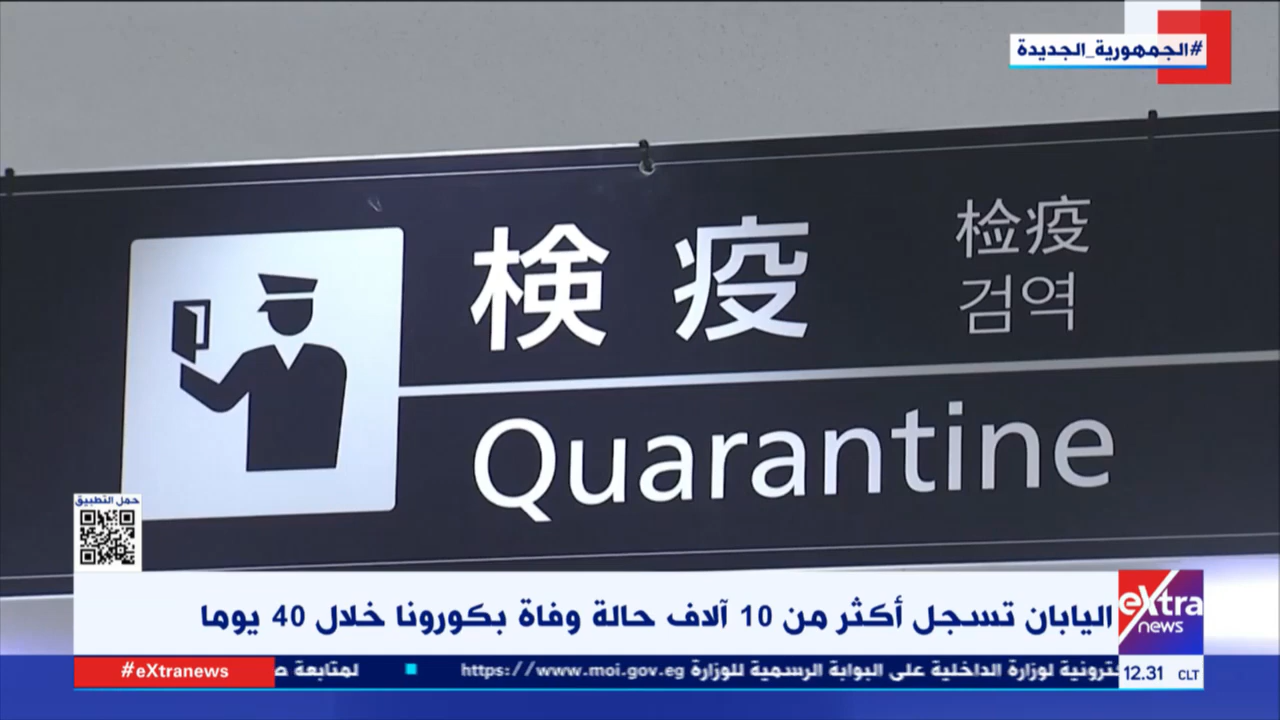 #الجمهورية_الجديدة
検疫
检疫
검역
Quarantine
حمل التطبيق
اليابان تسجل أكثر من 10 آلاف حالة وفاة بكورونا خلال 40 يوما
eXtra
news
#eXtranews
لوزارة الداخلية على البوابة الرسمية للوزارة https://www.moi.gov.eg
لمتابعة
12.31 CLT